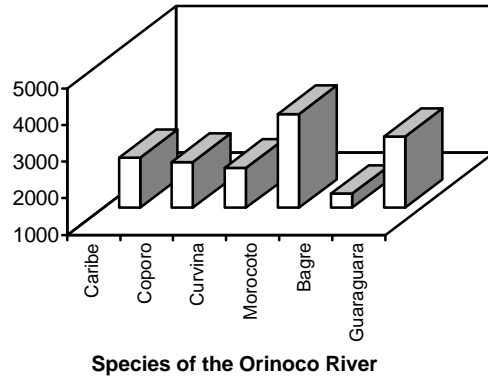 5000
4000
3000
2000
1000
Caribe
Coporo
Curvina
Morocoto
Bagre
Guaraguara
Species of the Orinoco River